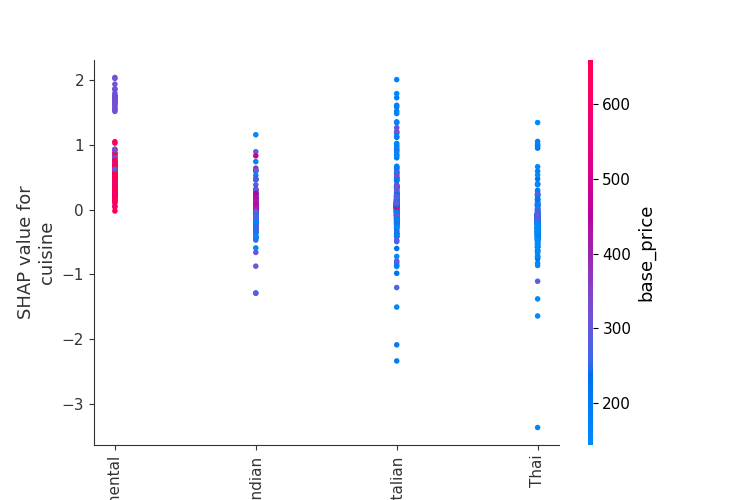 SHAP value for
cuisine
2
1
0
−1
−2
−3
nental
ndian
talian
Thai
600
500
400
300
200
base_price